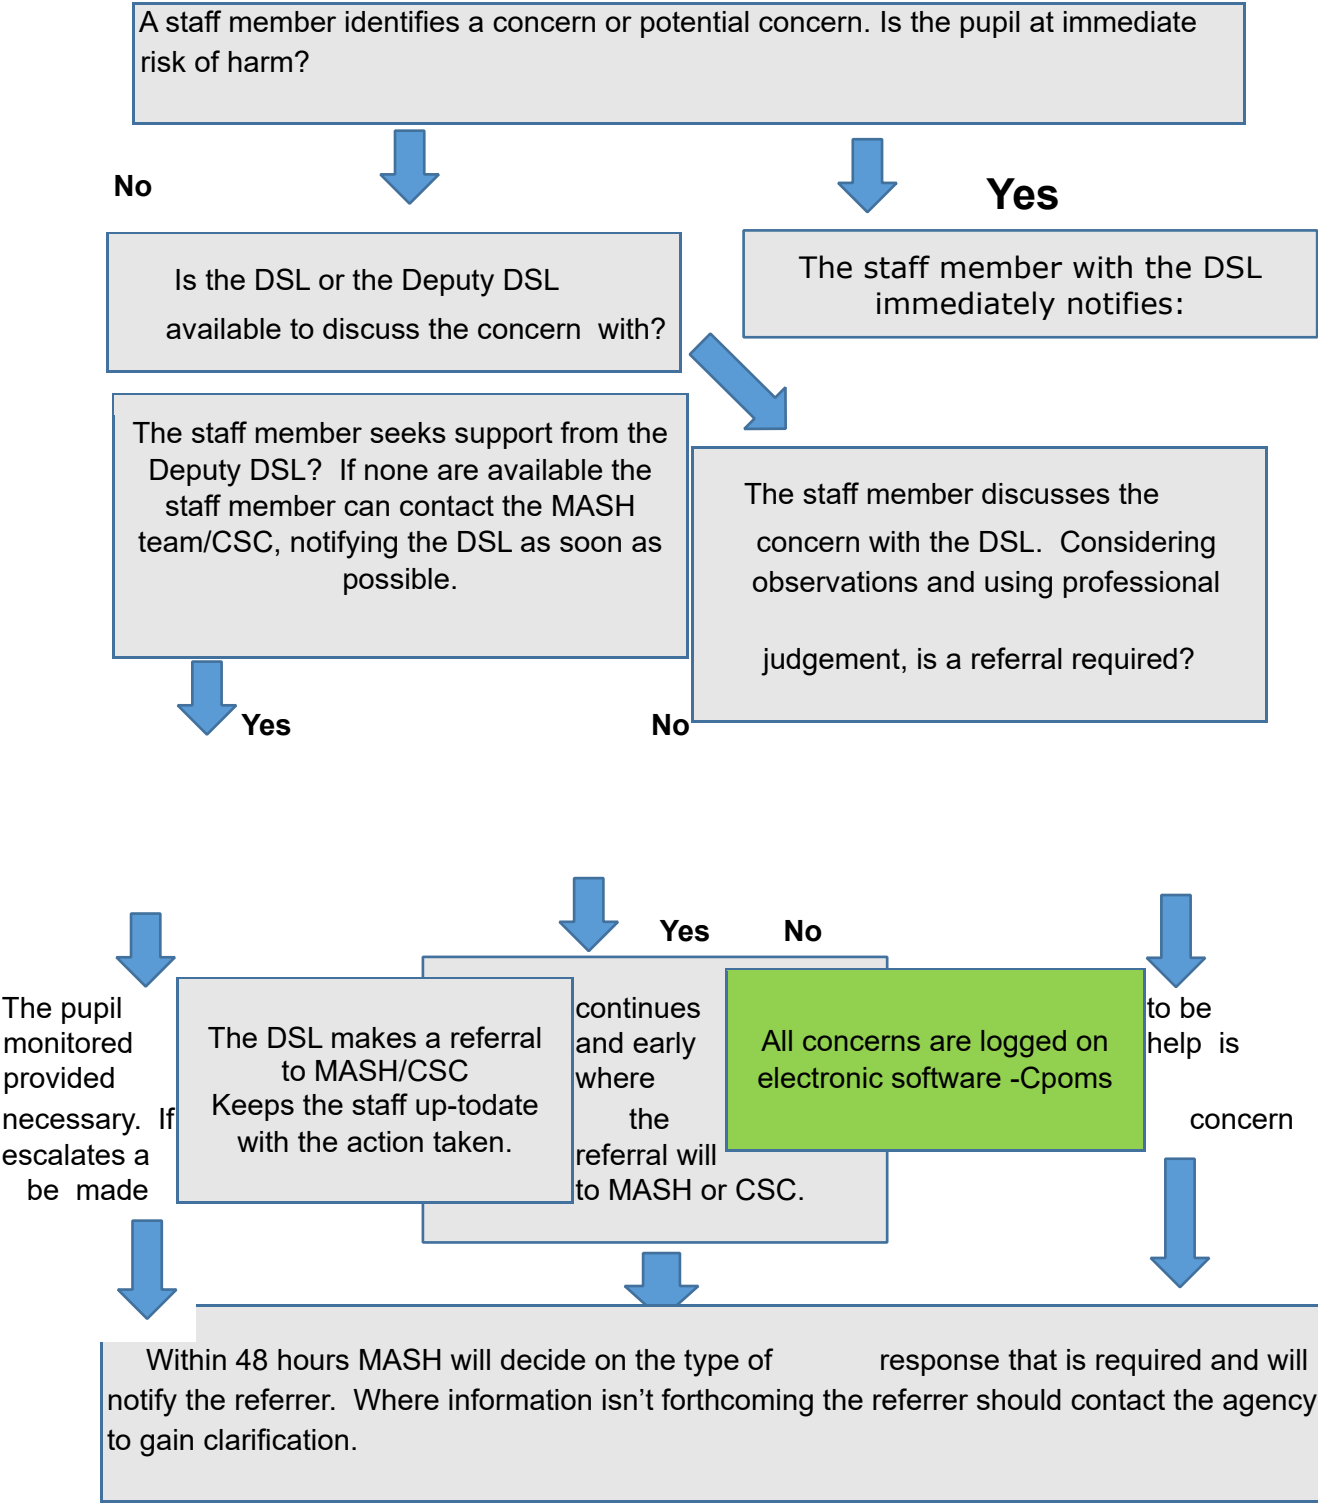 A staff member identifies a concern or potential concern. Is the pupil at immediate
risk of harm?
No
Yes
Is the DSL or the Deputy DSL
available to discuss the concern with?
The staff member with the DSL
immediately notifies:
The staff member seeks support from the
Deputy DSL? If none are available the
staff member can contact the MASH
team/CSC, notifying the DSL as soon as
possible.
The staff member discusses the
concern with the DSL. Considering
observations and using professional
judgement, is a referral required?
Yes
No
Yes
No
The pupil continues to be
monitored and early help is
provided where
necessary. If the concern
escalates a referral will
be made to MASH or CSC.
The DSL makes a referral
to MASH/CSC
Keeps the staff up-todate
with the action taken.
All concerns are logged on
electronic software -Cpoms
Within 48 hours MASH will decide on the type of response that is required and will
notify the referrer. Where information isn't forthcoming the referrer should contact the agency
to gain clarification.